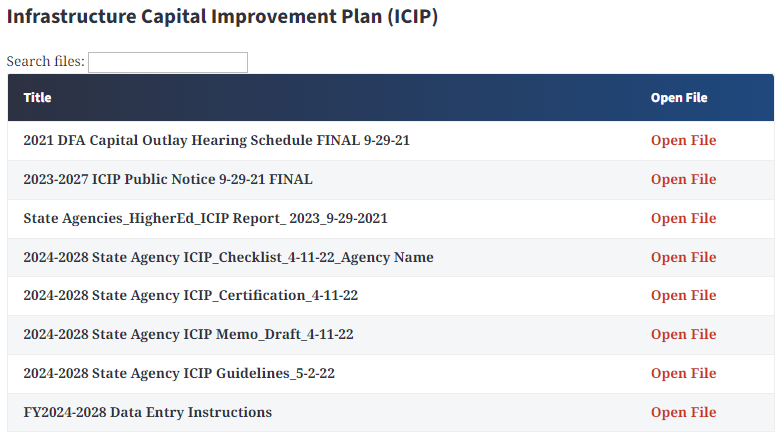 Infrastructure Capital Improvement Plan (ICIP)
Search files:
Title Open File
2021 DFA Capital Outlay Hearing Schedule FINAL 9-29-21 Open File
2023-2027 ICIP Public Notice 9-29-21 FINAL Open File
State Agencies_HigherEd_ICIP Report_ 2023_9-29-2021 Open File
2024-2028 State Agency ICIP_Checklist_4-11-22_Agency Name Open File
2024-2028 State Agency ICIP_Certification_4-11-22 Open File
2024-2028 State Agency ICIP Memo_Draft_4-11-22 Open File
2024-2028 State Agency ICIP Guidelines_5-2-22 Open File
FY2024-2028 Data Entry Instructions Open File